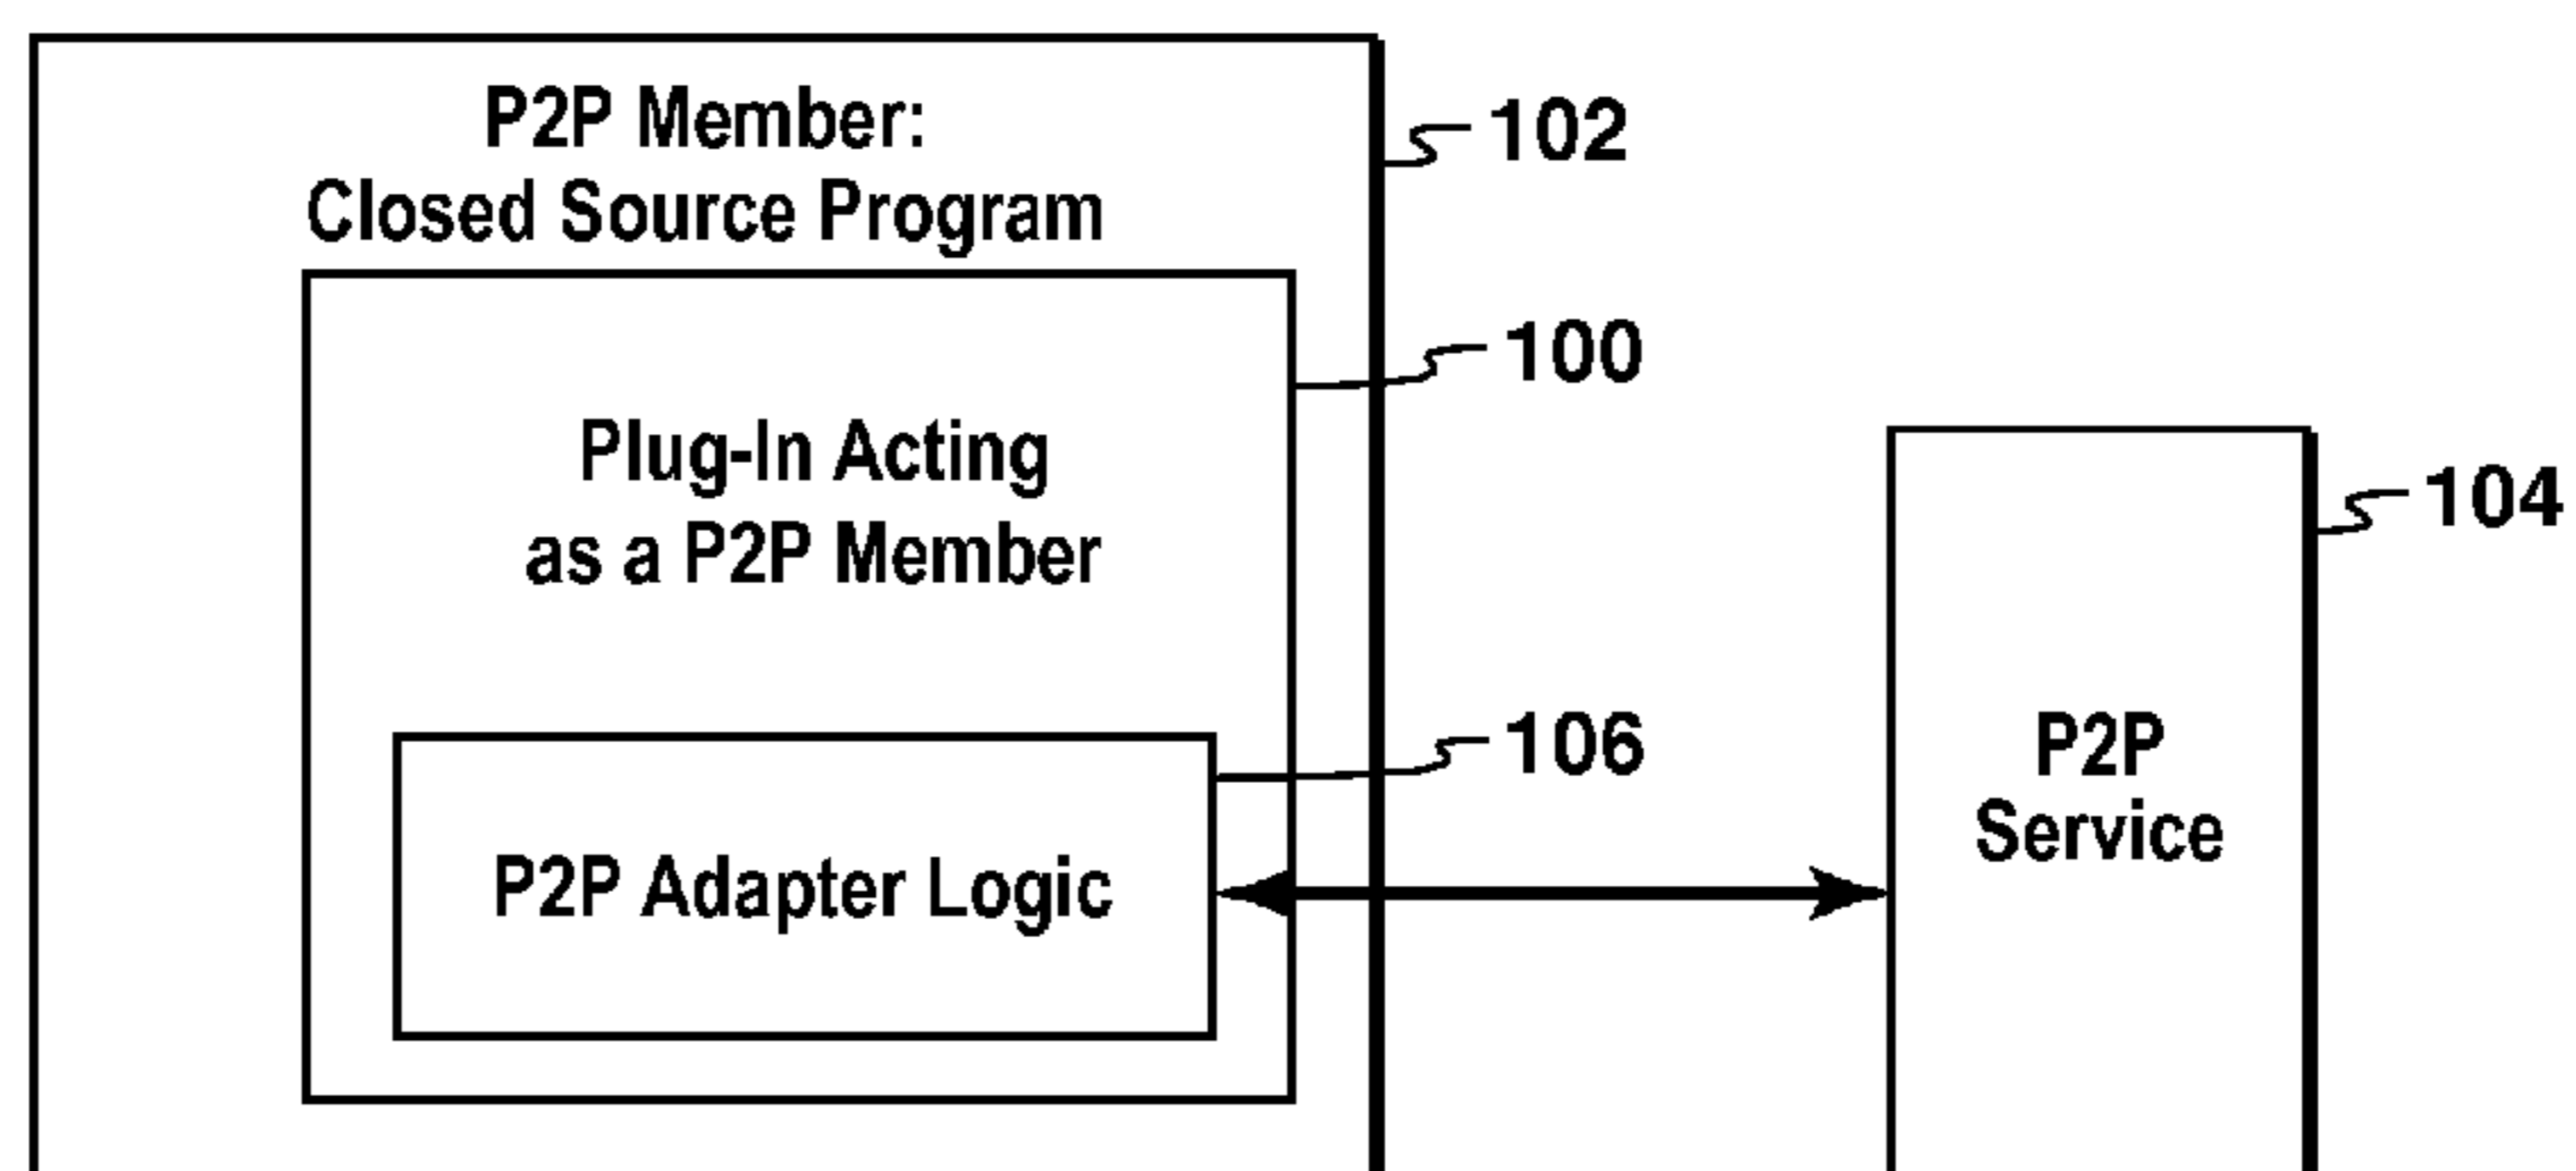 P2P Member:
Closed Source Program
102
100
Plug-In Acting
as a P2P Member
104
106
P2P Adapter Logic
P2P
Service